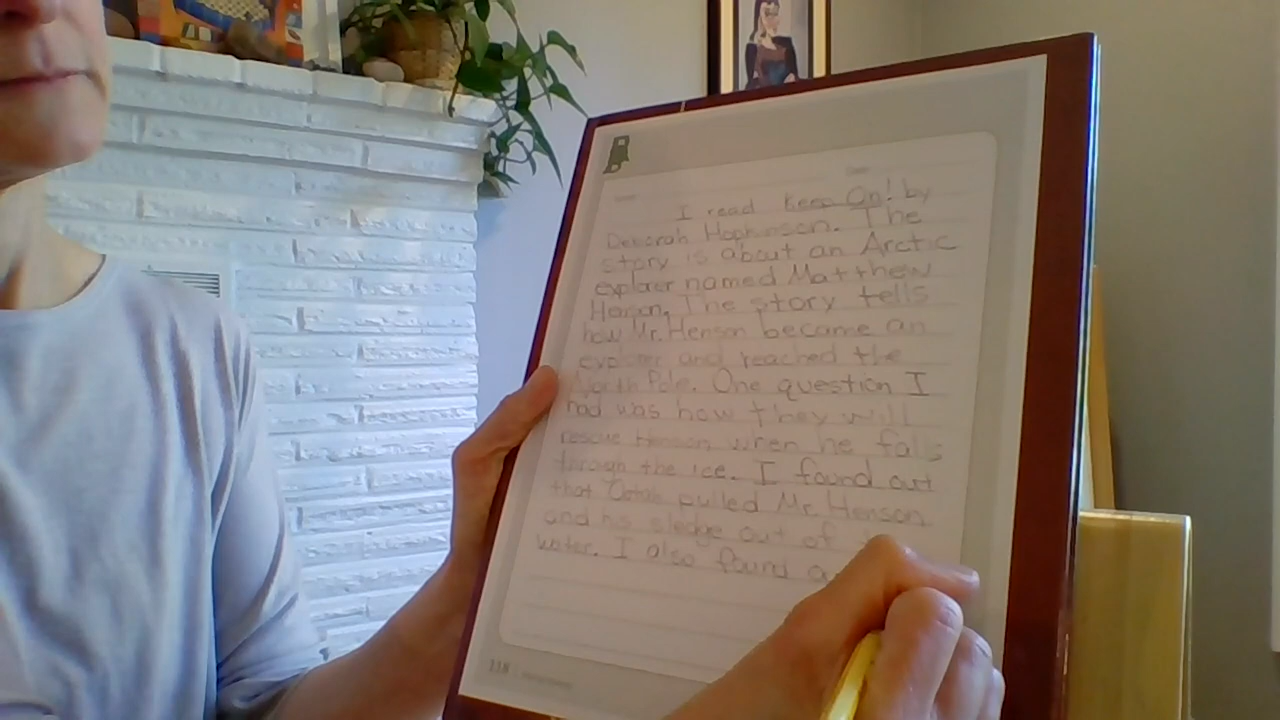 I read Keep On! by
Deborah Hopkinson. The
story is about an Arctic
explorer named Matthew
Henson. The story tells
how Mr. Henson became an
explorer and reached the
North Pole. One question I
had was how they will
rescue Henson when he falls
through the ice. I found out
that Ootah pulled Mr. Henson
and his sledge out of
water. I also found
118